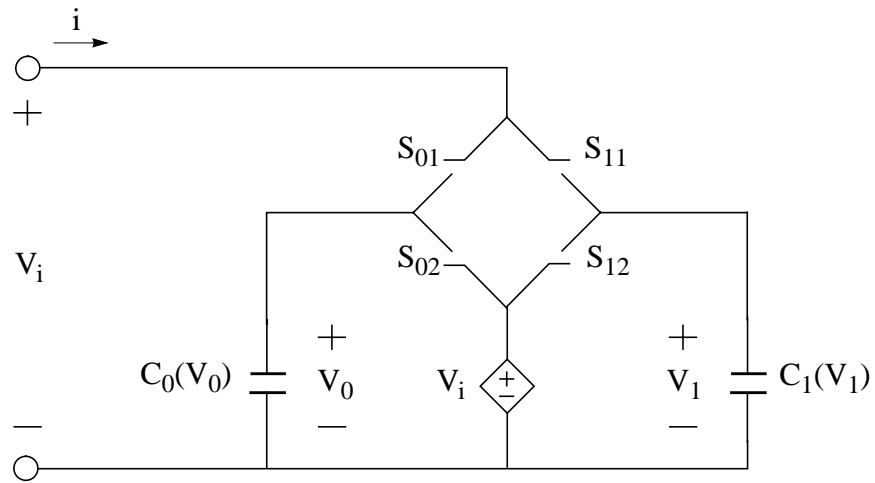 i
+
S₀₁ S₁₁
Vᵢ
S₀₂ S₁₂
+ +
C₀(V₀) V₀ Vᵢ + − V₁ C₁(V₁)
− − −